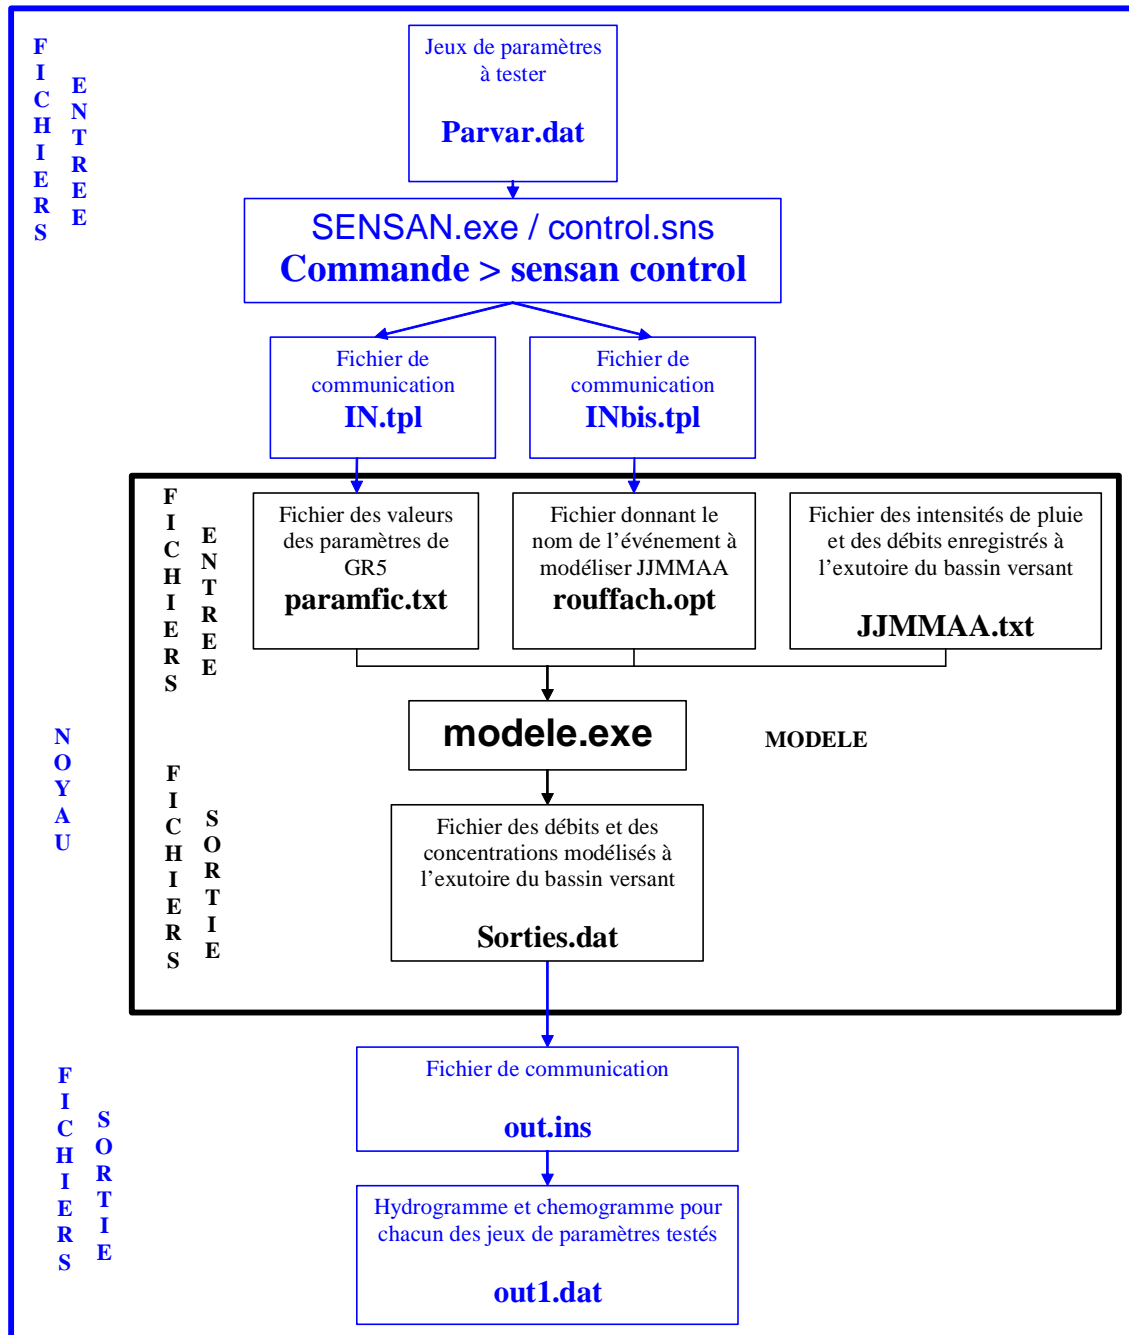 FICHIERS
ENTREE
Jeux de paramètres
à tester
Parvar.dat
SENSAN.exe / control.sns
Commande > sensan control
Fichier de
communication
IN.tpl
Fichier de
communication
INbis.tpl
NOYAU
FICHIERS
ENTREE
Fichier des valeurs
des paramètres de
GR5
paramfic.txt
Fichier donnant le
nom de l’événement à
modéliser JJMMAA
rouffach.opt
Fichier des intensités de pluie
et des débits enregistrés à
l’exutoire du bassin versant
JJMMAA.txt
modele.exe
MODELE
FICHIERS
SORTIE
Fichier des débits et des
concentrations modélisés à
l’exutoire du bassin versant
Sorties.dat
FICHIERS
SORTIE
Fichier de communication
out.ins
Hydrogramme et chemogramme pour
chacun des jeux de paramètres testés
out1.dat